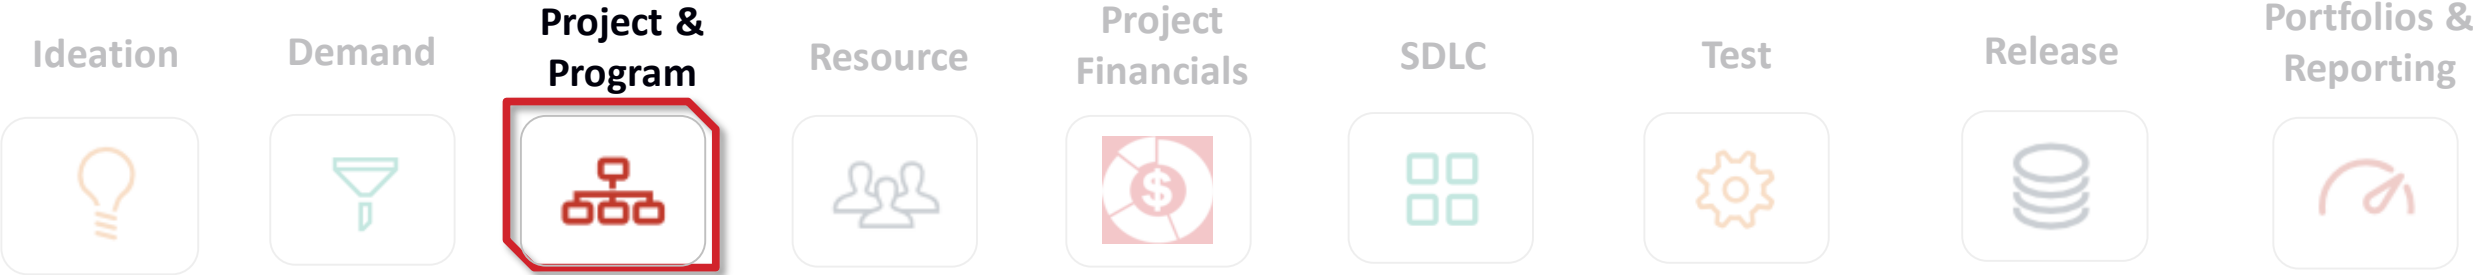 Ideation
Demand
Project &
Program
Resource
Project
Financials
SDLC
Test
Release
Portfolios &
Reporting
$